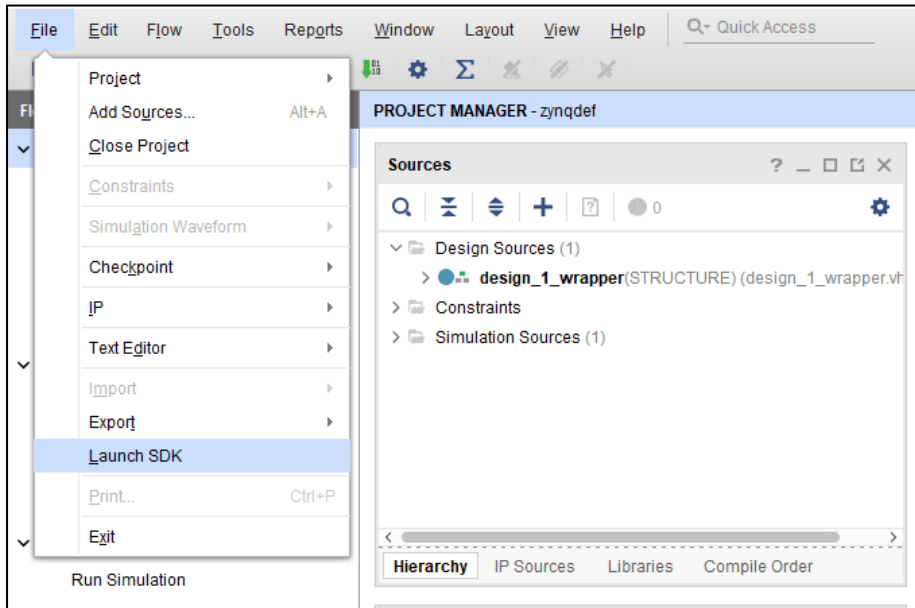 File Edit Flow Tools Reports Window Layout View Help Quick Access
Project
Add Sources... Alt+A
Close Project
Constraints
Simulation Waveform
Checkpoint
IP
Text Editor
Import
Export
Launch SDK
Print... Ctrl+P
Exit
Run Simulation
PROJECT MANAGER - zynqdef
Sources
0
Design Sources (1)
design_1_wrapper(STRUCTURE) (design_1_wrapper.vh
Constraints
Simulation Sources (1)
Hierarchy IP Sources Libraries Compile Order